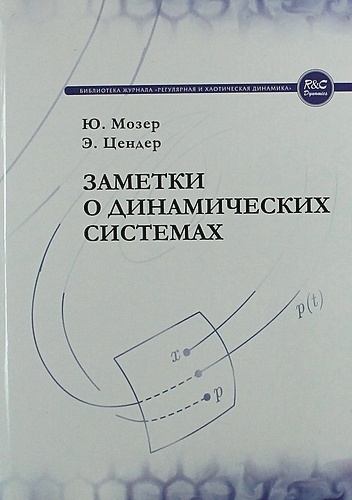 БИБЛИОТЕКА ЖУРНАЛА «РЕГУЛЯРНАЯ И ХАОТИЧЕСКАЯ ДИНАМИКА»
R&C
Dynamics
Ю. Мозер
Э. Цендер
ЗАМЕТКИ
О ДИНАМИЧЕСКИХ
СИСТЕМАХ
p(t)
x
p